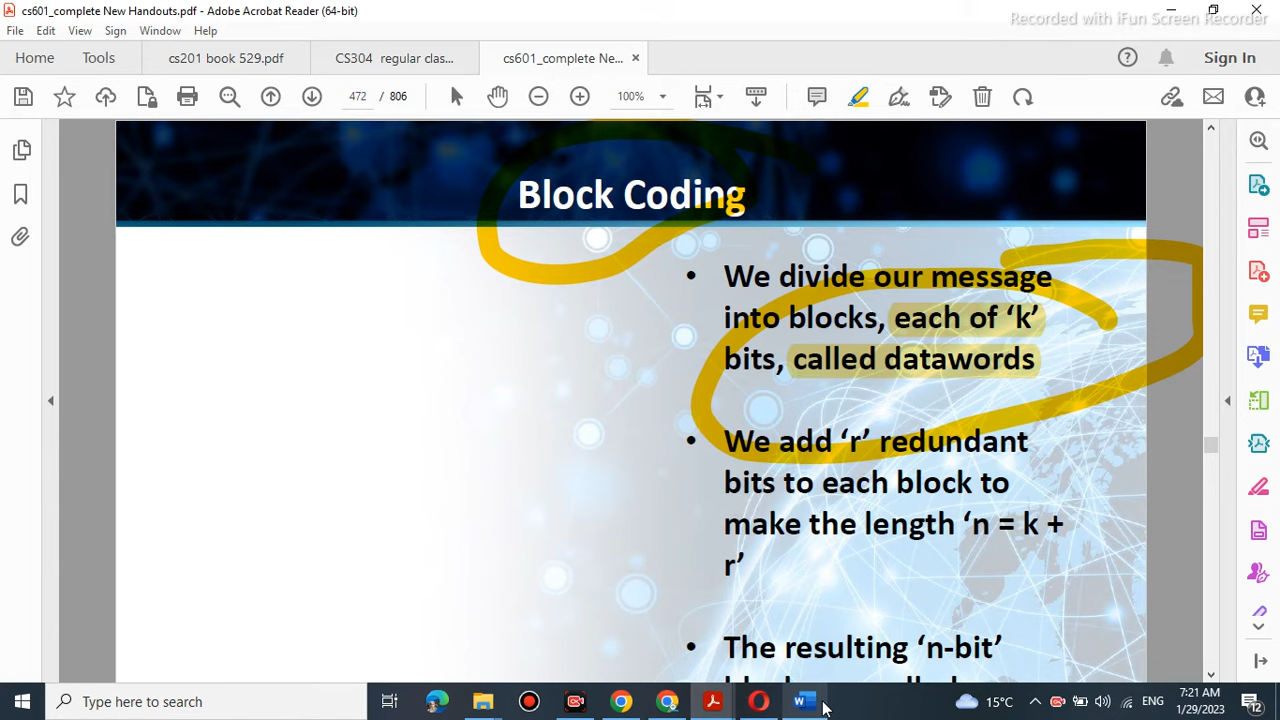 cs601_complete New Handouts.pdf - Adobe Acrobat Reader (64-bit)
Recorded with iFun Screen Recorder
File Edit View Sign Window Help
Home Tools cs201 book 529.pdf CS304 regular clas... cs601_complete Ne... Sign In
472 / 806 100%
Block Coding
• We divide our message
into blocks, each of ‘k’
bits, called datawords
• We add ‘r’ redundant
bits to each block to
make the length ‘n = k +
r’
• The resulting ‘n-bit’
Type here to search
15°C ENG 7:21 AM
1/29/2023 12